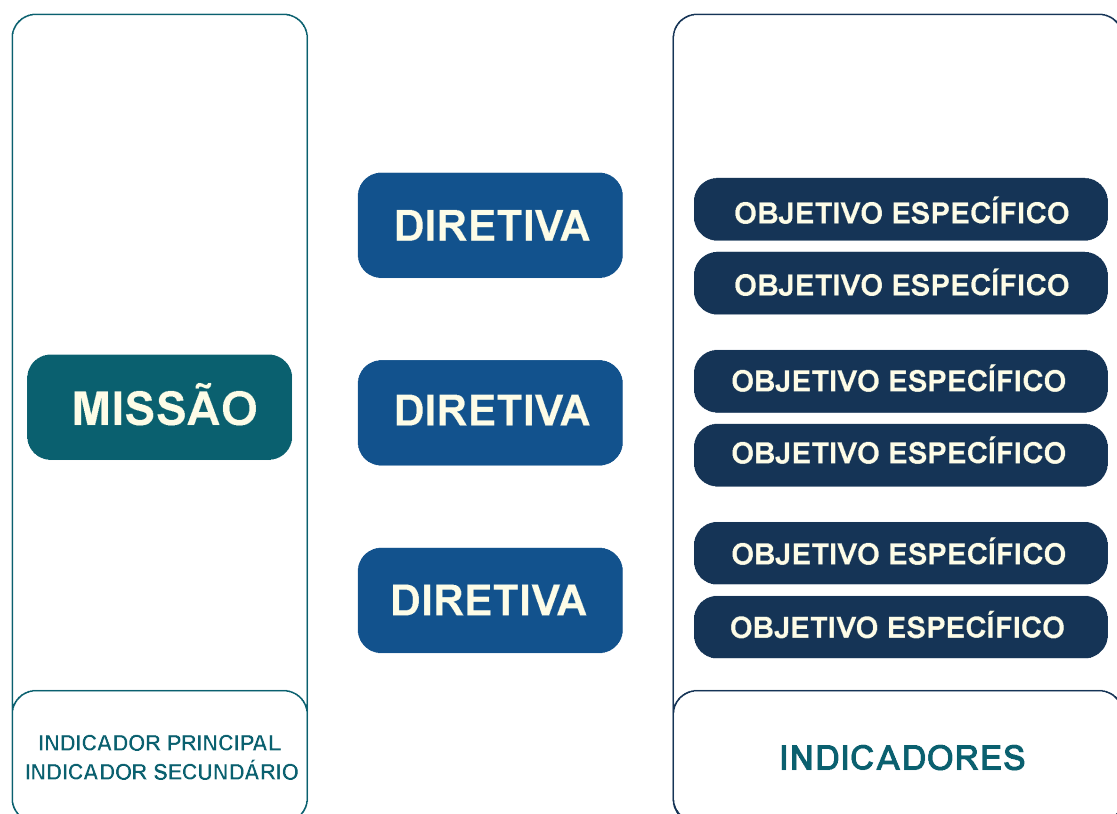 DIRETIVA
OBJETIVO ESPECÍFICO
OBJETIVO ESPECÍFICO
MISSÃO
DIRETIVA
OBJETIVO ESPECÍFICO
OBJETIVO ESPECÍFICO
DIRETIVA
OBJETIVO ESPECÍFICO
OBJETIVO ESPECÍFICO
INDICADOR PRINCIPAL
INDICADOR SECUNDÁRIO
INDICADORES